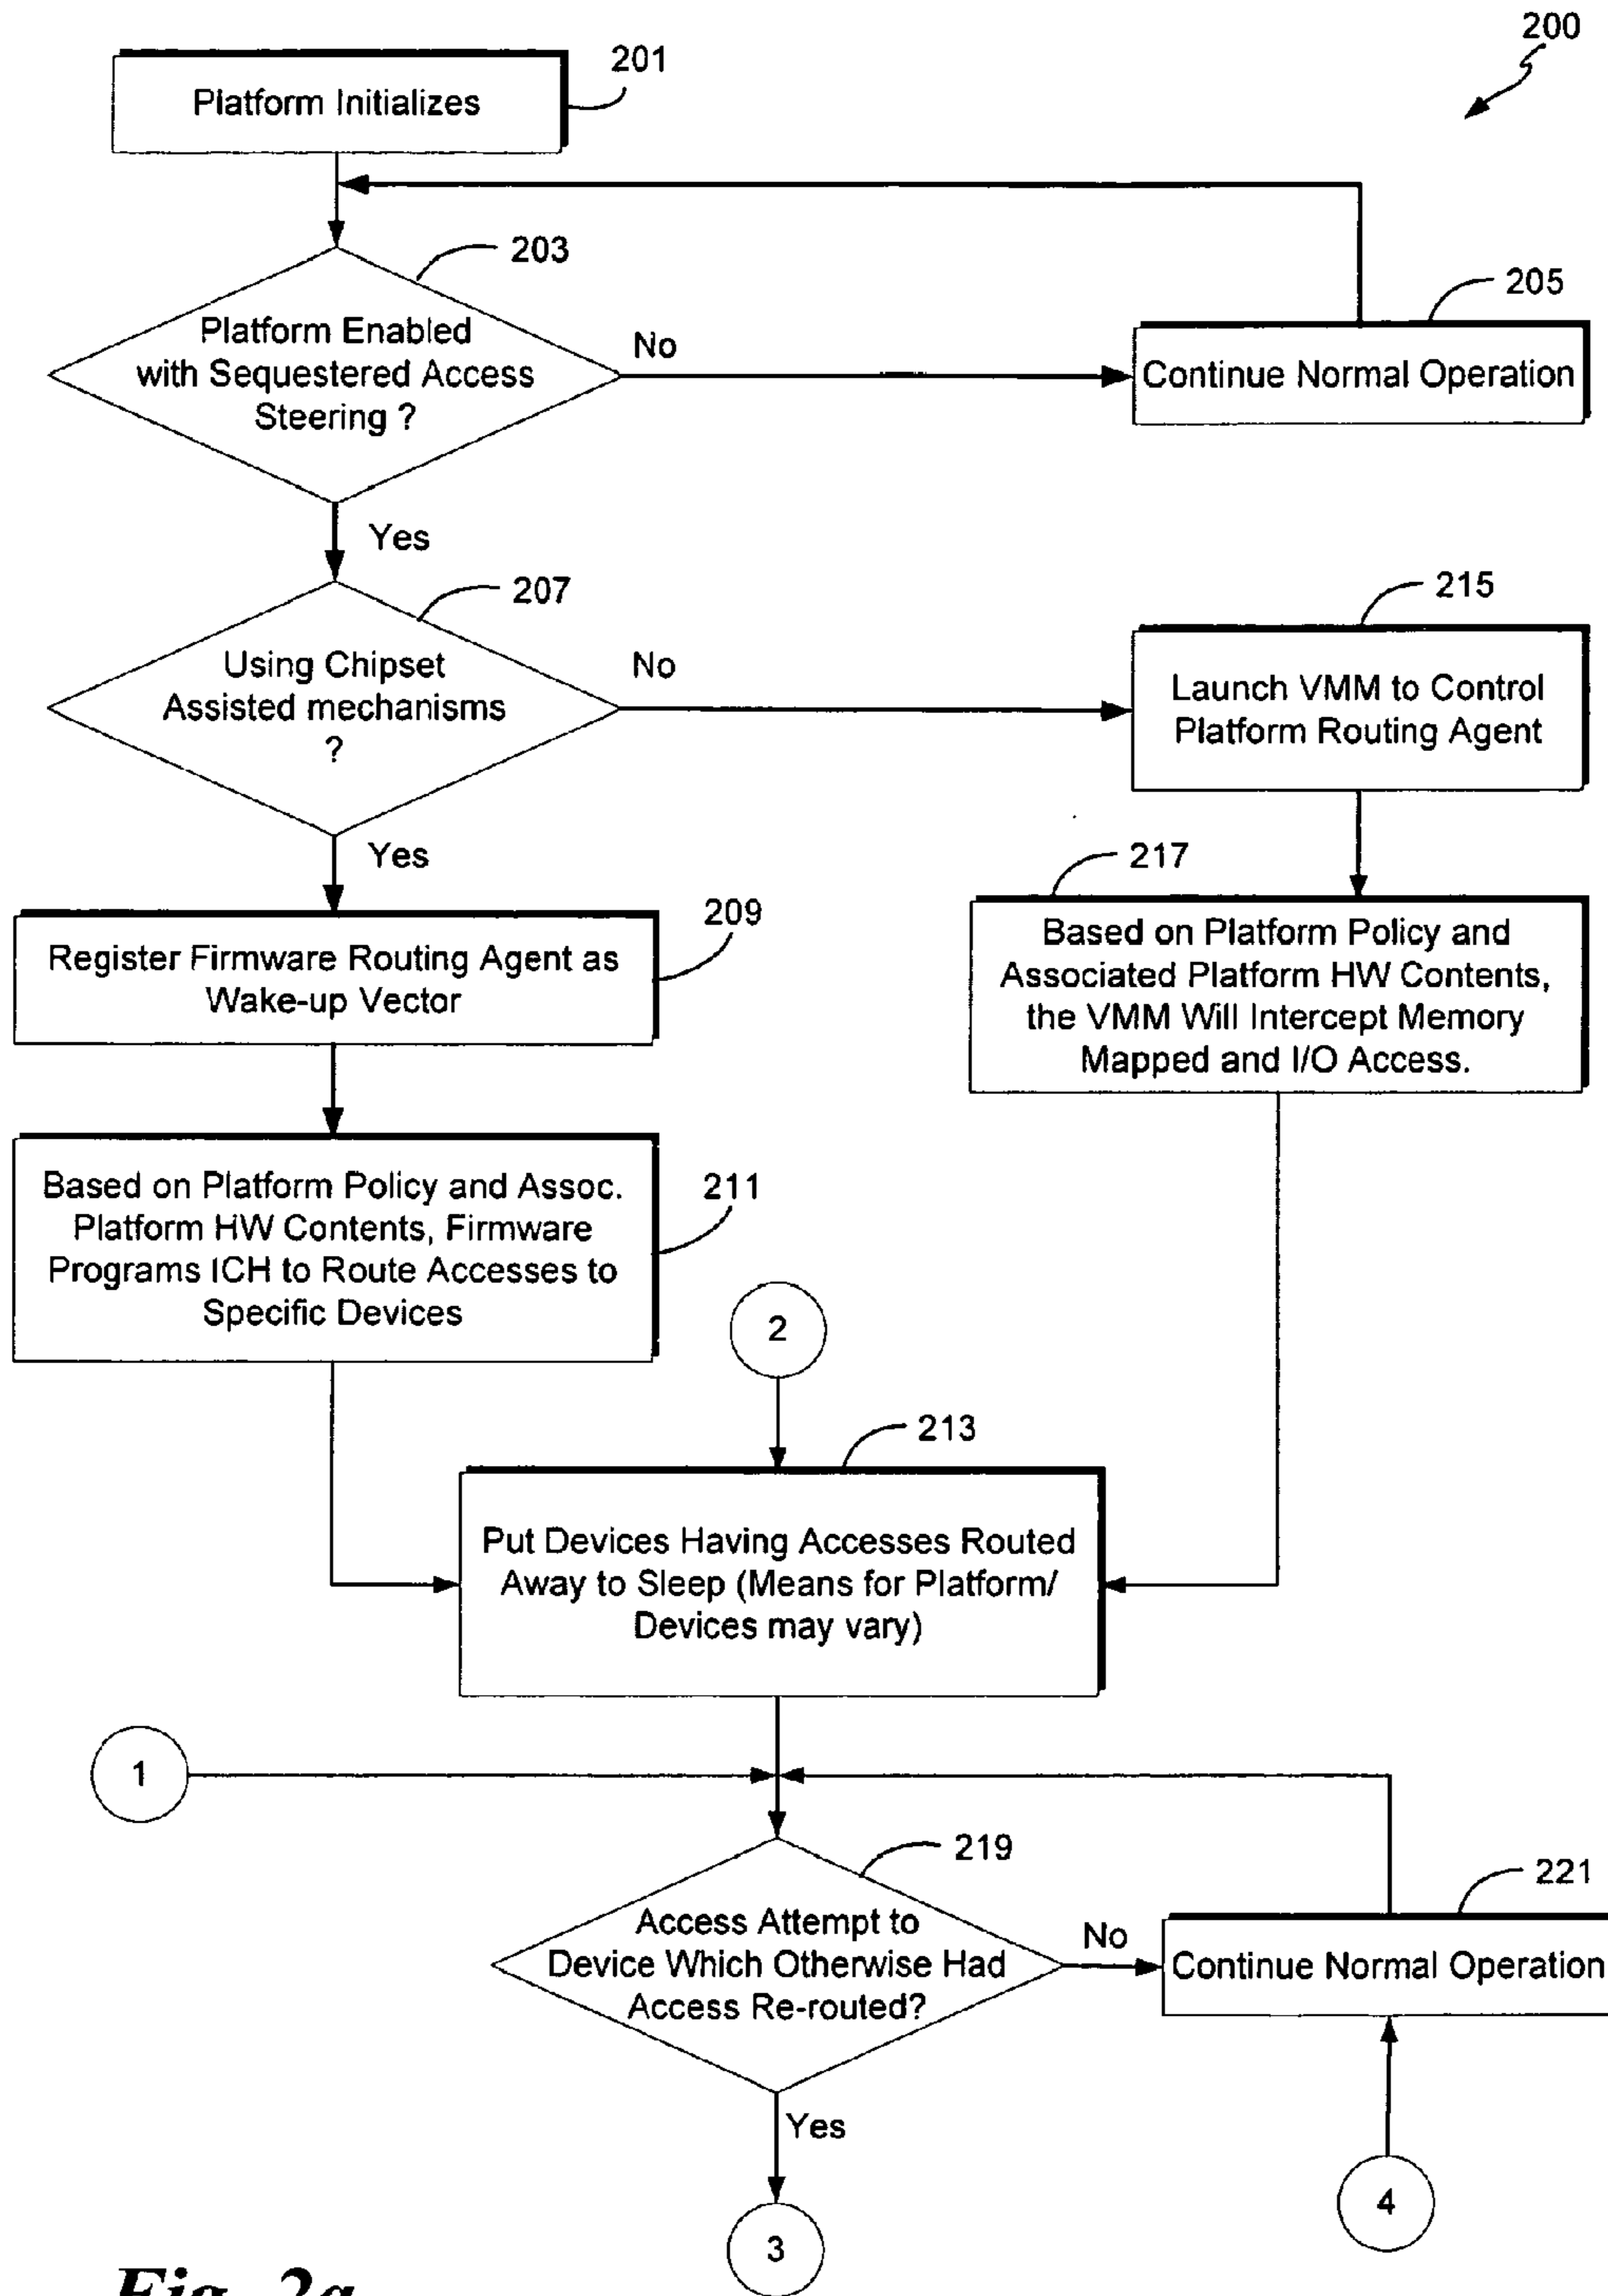 200
201
Platform Initializes
203
Platform Enabled
with Sequestered Access
Steering ?
No
205
Continue Normal Operation
Yes
207
Using Chipset
Assisted mechanisms
?
No
215
Launch VMM to Control
Platform Routing Agent
Yes
217
Based on Platform Policy and
Associated Platform HW Contents,
the VMM Will Intercept Memory
Mapped and I/O Access.
209
Register Firmware Routing Agent as
Wake-up Vector
211
Based on Platform Policy and Assoc.
Platform HW Contents, Firmware
Programs ICH to Route Accesses to
Specific Devices
2
213
Put Devices Having Accesses Routed
Away to Sleep (Means for Platform/
Devices may vary)
1
219
Access Attempt to
Device Which Otherwise Had
Access Re-routed?
No
221
Continue Normal Operation
Yes
3
4
Fig. 2a